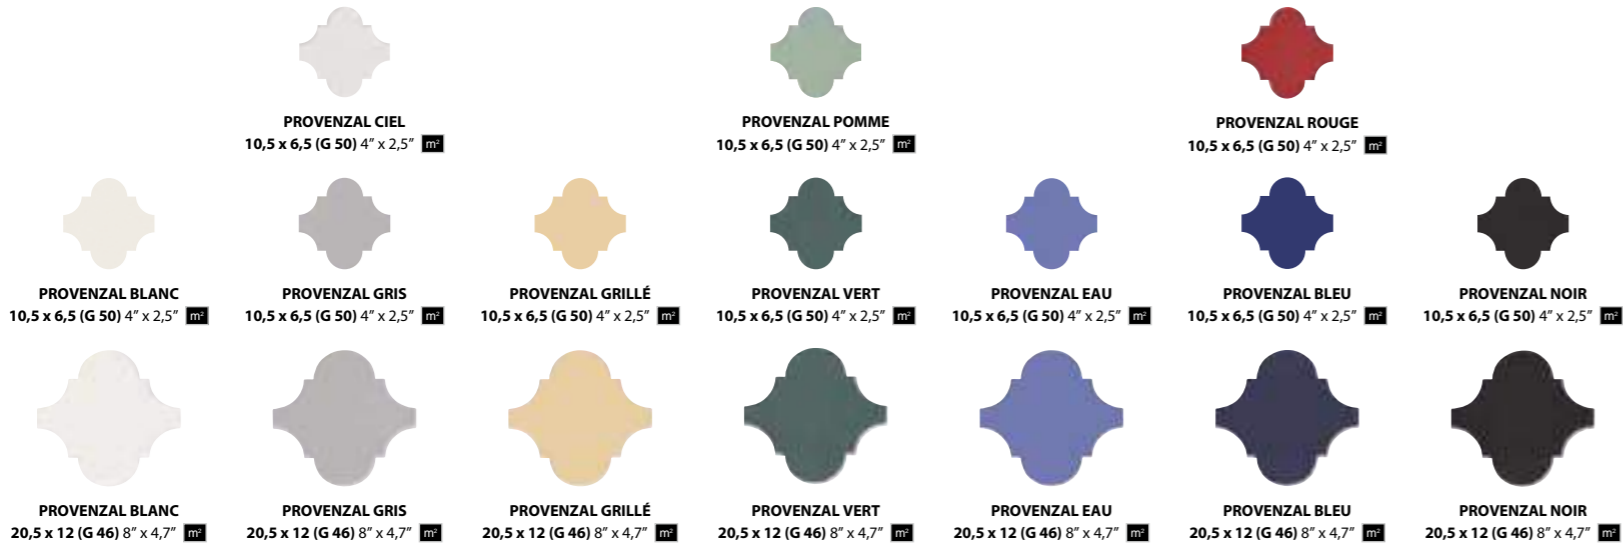 PROVENZAL CIEL
10,5 x 6,5 (G 50) 4” x 2,5” m²
PROVENZAL POMME
10,5 x 6,5 (G 50) 4” x 2,5” m²
PROVENZAL ROUGE
10,5 x 6,5 (G 50) 4” x 2,5” m²
PROVENZAL BLANC
10,5 x 6,5 (G 50) 4” x 2,5” m²
PROVENZAL GRIS
10,5 x 6,5 (G 50) 4” x 2,5” m²
PROVENZAL GRILLÉ
10,5 x 6,5 (G 50) 4” x 2,5” m²
PROVENZAL VERT
10,5 x 6,5 (G 50) 4” x 2,5” m²
PROVENZAL EAU
10,5 x 6,5 (G 50) 4” x 2,5” m²
PROVENZAL BLEU
10,5 x 6,5 (G 50) 4” x 2,5” m²
PROVENZAL NOIR
10,5 x 6,5 (G 50) 4” x 2,5” m²
PROVENZAL BLANC
20,5 x 12 (G 46) 8” x 4,7” m²
PROVENZAL GRIS
20,5 x 12 (G 46) 8” x 4,7” m²
PROVENZAL GRILLÉ
20,5 x 12 (G 46) 8” x 4,7” m²
PROVENZAL VERT
20,5 x 12 (G 46) 8” x 4,7” m²
PROVENZAL EAU
20,5 x 12 (G 46) 8” x 4,7” m²
PROVENZAL BLEU
20,5 x 12 (G 46) 8” x 4,7” m²
PROVENZAL NOIR
20,5 x 12 (G 46) 8” x 4,7” m²